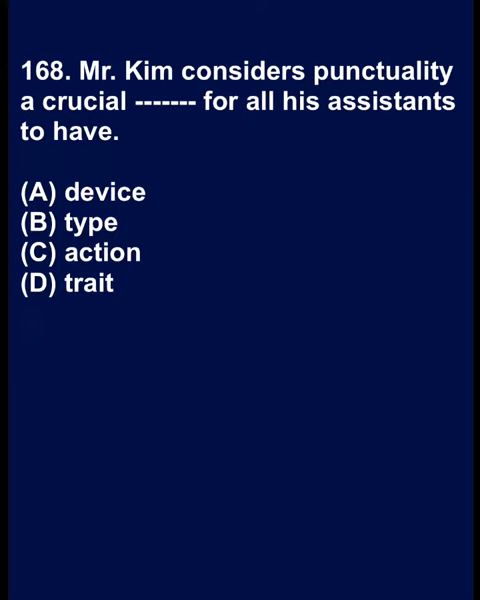 168. Mr. Kim considers punctuality
a crucial ------- for all his assistants
to have.
(A) device
(B) type
(C) action
(D) trait